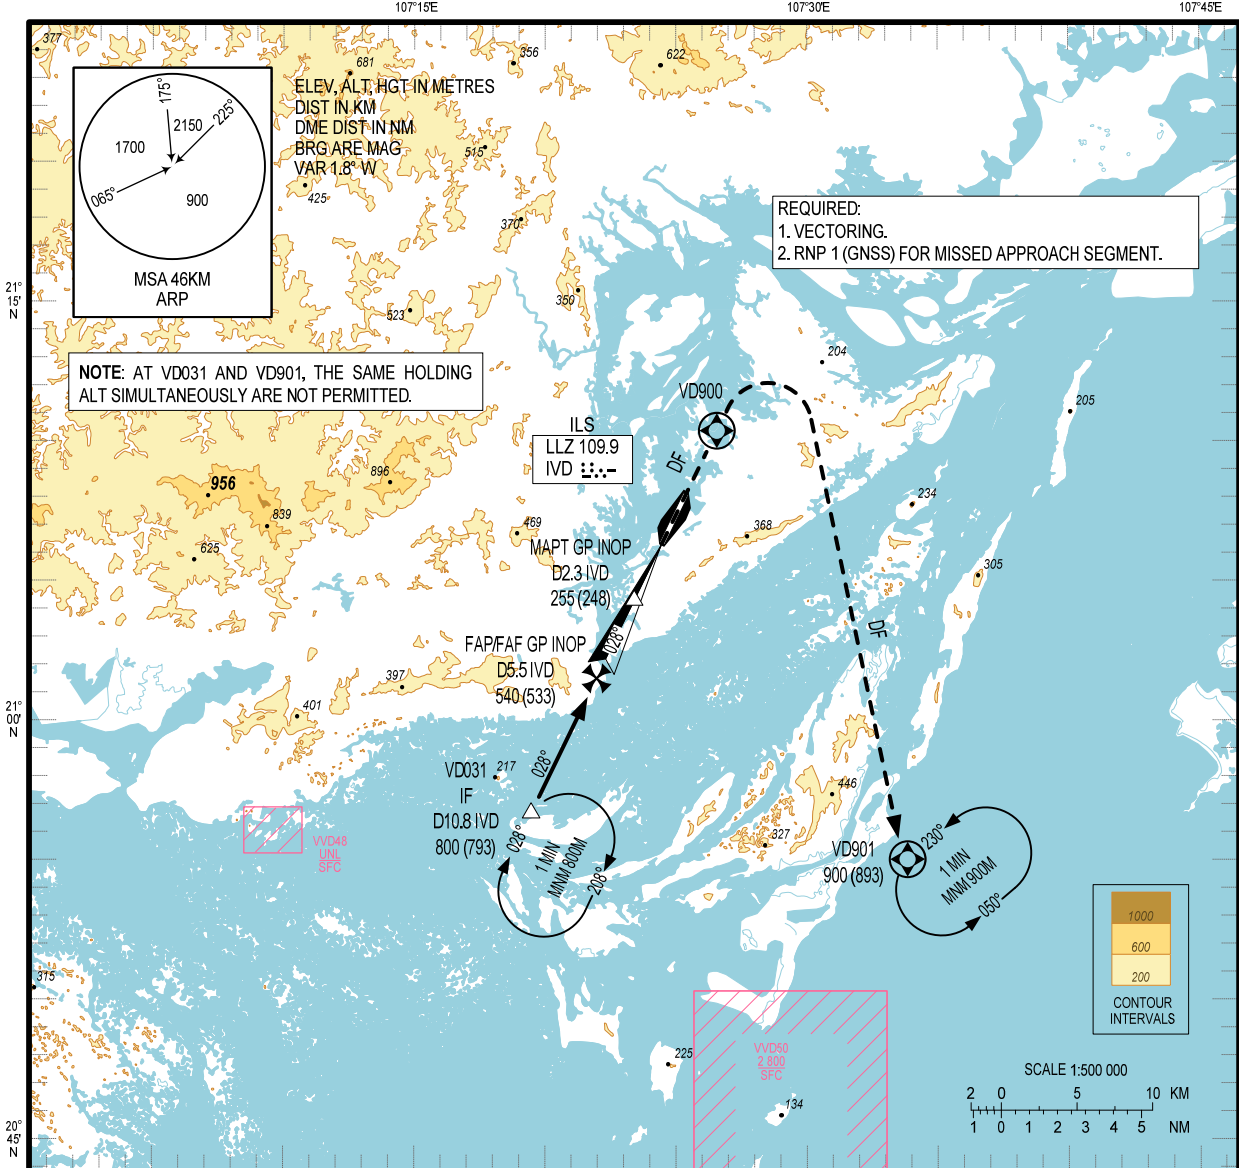 107°15'E
107°30'E
107°45'E
377
681
356
622
ELEV, ALT, HGT IN METRES
DIST IN KM
DME DIST IN NM
BRG ARE MAG
VAR 1.8° W
175°
225°
2150
1700
065°
900
MSA 46KM
ARP
515
425
370
REQUIRED:
1. VECTORING.
2. RNP 1 (GNSS) FOR MISSED APPROACH SEGMENT.
21°
15'
N
350
523
204
NOTE: AT VD031 AND VD901, THE SAME HOLDING
ALT SIMULTANEOUSLY ARE NOT PERMITTED.
VD900
205
ILS
LLZ 109.9
IVD
DF
896
956
839
625
469
234
368
305
MAPT GP INOP
D2.3 IVD
255 (248)
028°
DF
FAP/FAF GP INOP
D5.5 IVD
540 (533)
397
401
21°
00'
N
028°
VD031
IF
D10.8 IVD
800 (793)
217
446
327
VVD48
UNL
SFC
028°
1 MIN
MNM 800M
208°
VD901
900 (893)
230°
1 MIN
MNM 900M
050°
1000
600
200
CONTOUR
INTERVALS
315
225
VVD50
2 800
SFC
134
SCALE 1:500 000
2 0 5 10 KM
1 0 1 2 3 4 5 NM
20°
45'
N